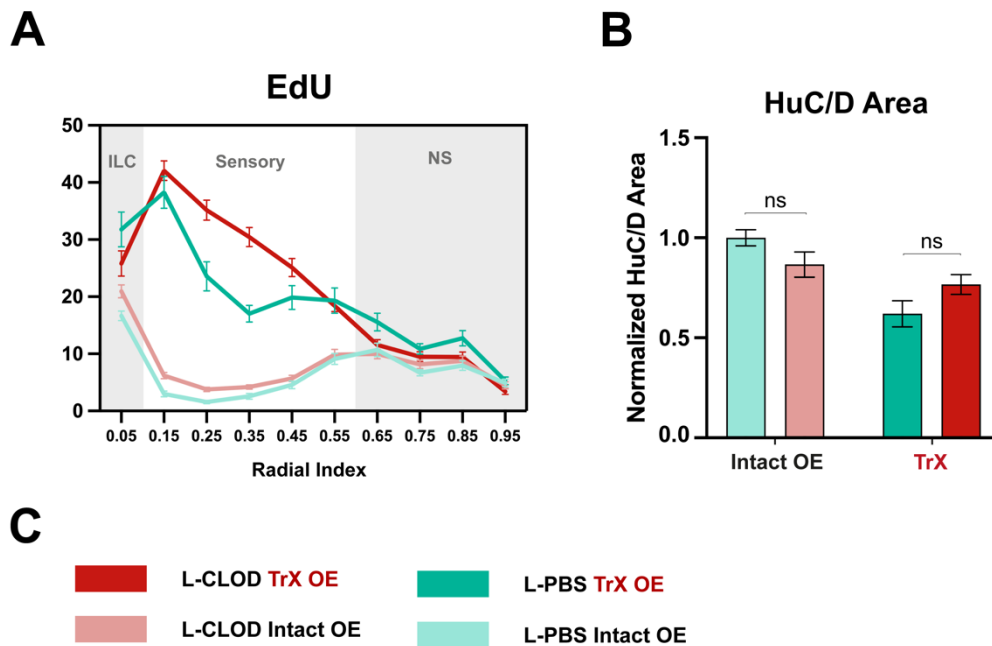 A
EdU
50
40
30
20
10
0
ILC
Sensory
NS
0.05 0.15 0.25 0.35 0.45 0.55 0.65 0.75 0.85 0.95
Radial Index
B
HuC/D Area
Normalized HuC/D Area
1.5
1.0
0.5
0.0
ns
ns
Intact OE
TrX
C
L-CLOD TrX OE
L-PBS TrX OE
L-CLOD Intact OE
L-PBS Intact OE